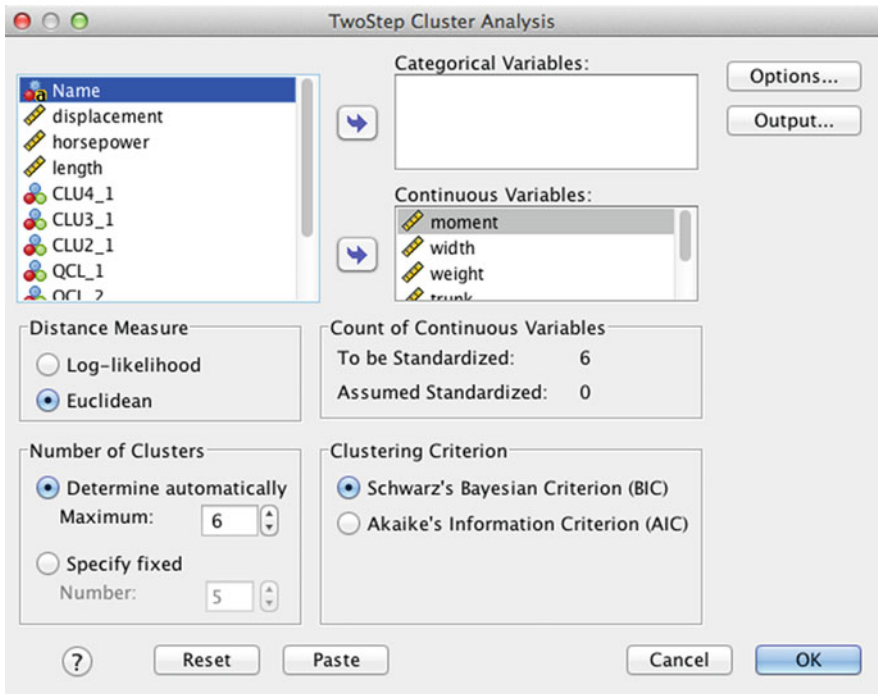 TwoStep Cluster Analysis
Name
displacement
horsepower
length
CLU4_1
CLU3_1
CLU2_1
QCL_1
QCL_2
Categorical Variables:
Continuous Variables:
moment
width
weight
trunk
Options...
Output...
Distance Measure
Log-likelihood
Euclidean
Count of Continuous Variables
To be Standardized: 6
Assumed Standardized: 0
Number of Clusters
Determine automatically
Maximum: 6
Specify fixed
Number: 5
Clustering Criterion
Schwarz's Bayesian Criterion (BIC)
Akaike's Information Criterion (AIC)
? Reset Paste Cancel OK